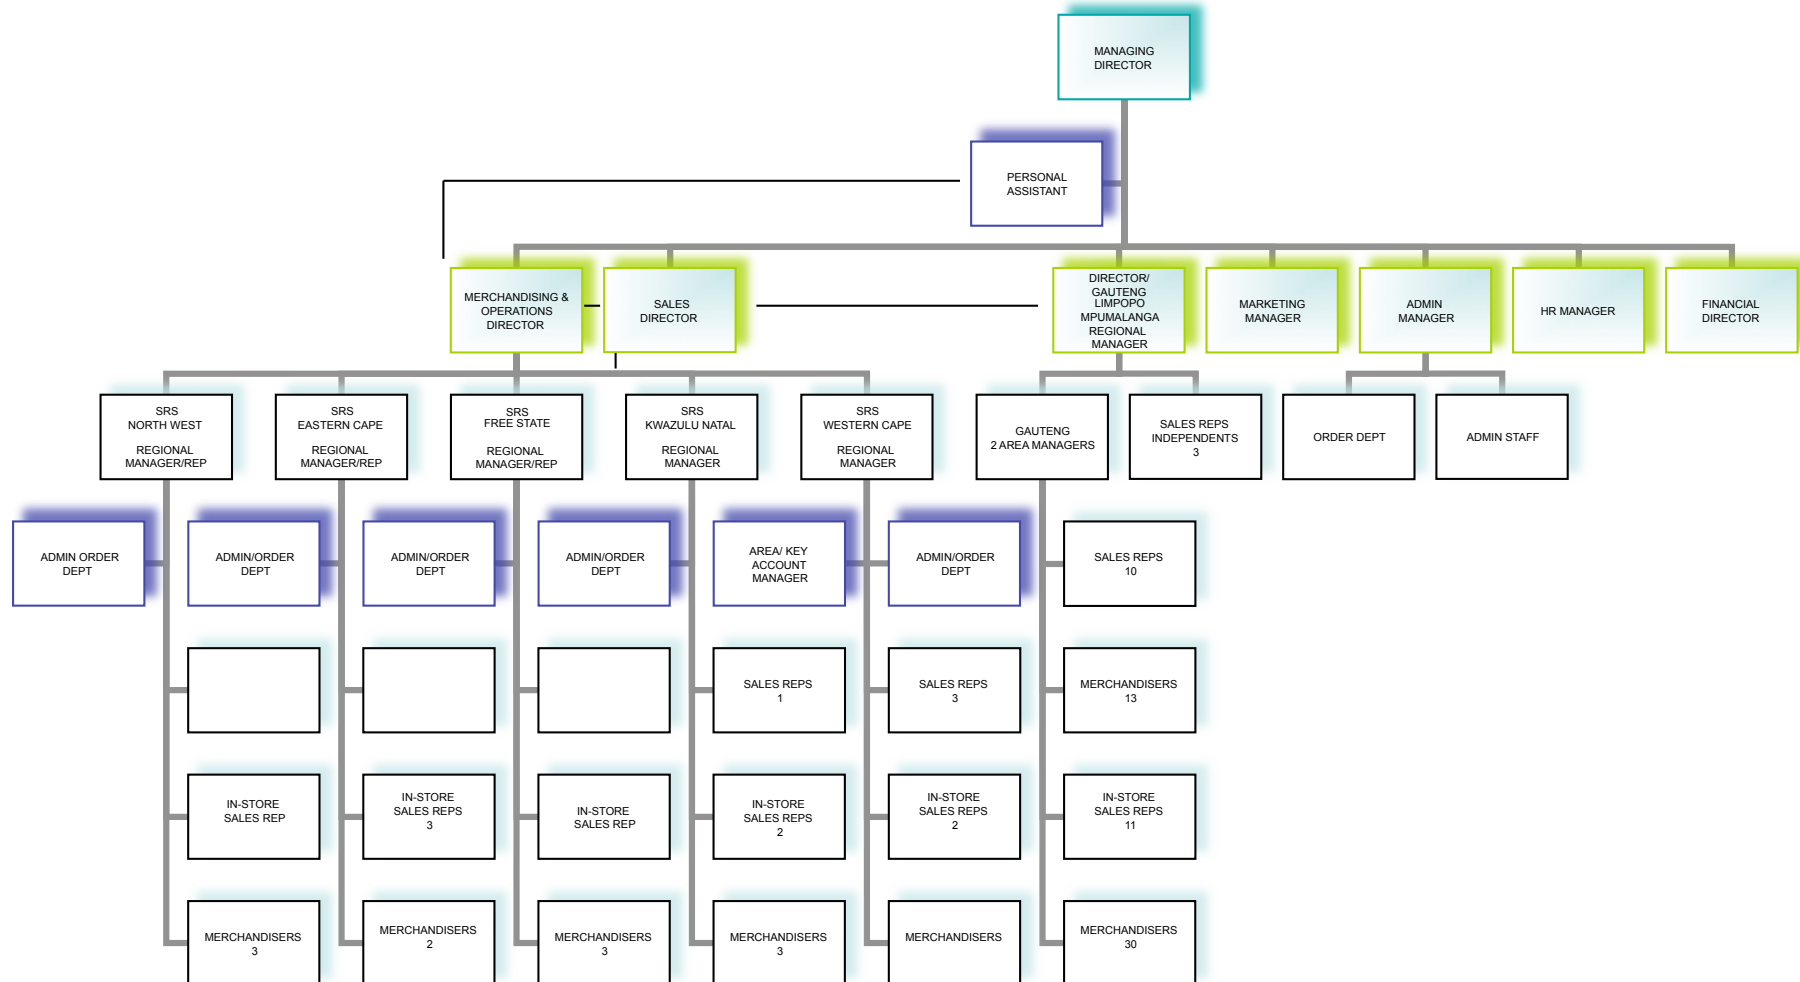 MANAGING
DIRECTOR
PERSONAL
ASSISTANT
MERCHANDISING &
OPERATIONS
DIRECTOR
SALES
DIRECTOR
DIRECTOR/
GAUTENG
LIMPOPO
MPUMALANGA
REGIONAL
MANAGER
MARKETING
MANAGER
ADMIN
MANAGER
HR MANAGER
FINANCIAL
DIRECTOR
SRS
NORTH WEST
REGIONAL
MANAGER/REP
SRS
EASTERN CAPE
REGIONAL
MANAGER/REP
SRS
FREE STATE
REGIONAL
MANAGER/REP
SRS
KWAZULU NATAL
REGIONAL
MANAGER
SRS
WESTERN CAPE
REGIONAL
MANAGER
GAUTENG
2 AREA MANAGERS
SALES REPS
INDEPENDENTS
3
ORDER DEPT
ADMIN STAFF
ADMIN ORDER
DEPT
ADMIN/ORDER
DEPT
ADMIN/ORDER
DEPT
ADMIN/ORDER
DEPT
AREA/ KEY
ACCOUNT
MANAGER
ADMIN/ORDER
DEPT
SALES REPS
10
SALES REPS
1
SALES REPS
3
MERCHANDISERS
13
IN-STORE
SALES REP
IN-STORE
SALES REPS
3
IN-STORE
SALES REP
IN-STORE
SALES REPS
2
IN-STORE
SALES REPS
2
IN-STORE
SALES REPS
11
MERCHANDISERS
3
MERCHANDISERS
2
MERCHANDISERS
3
MERCHANDISERS
3
MERCHANDISERS
MERCHANDISERS
30